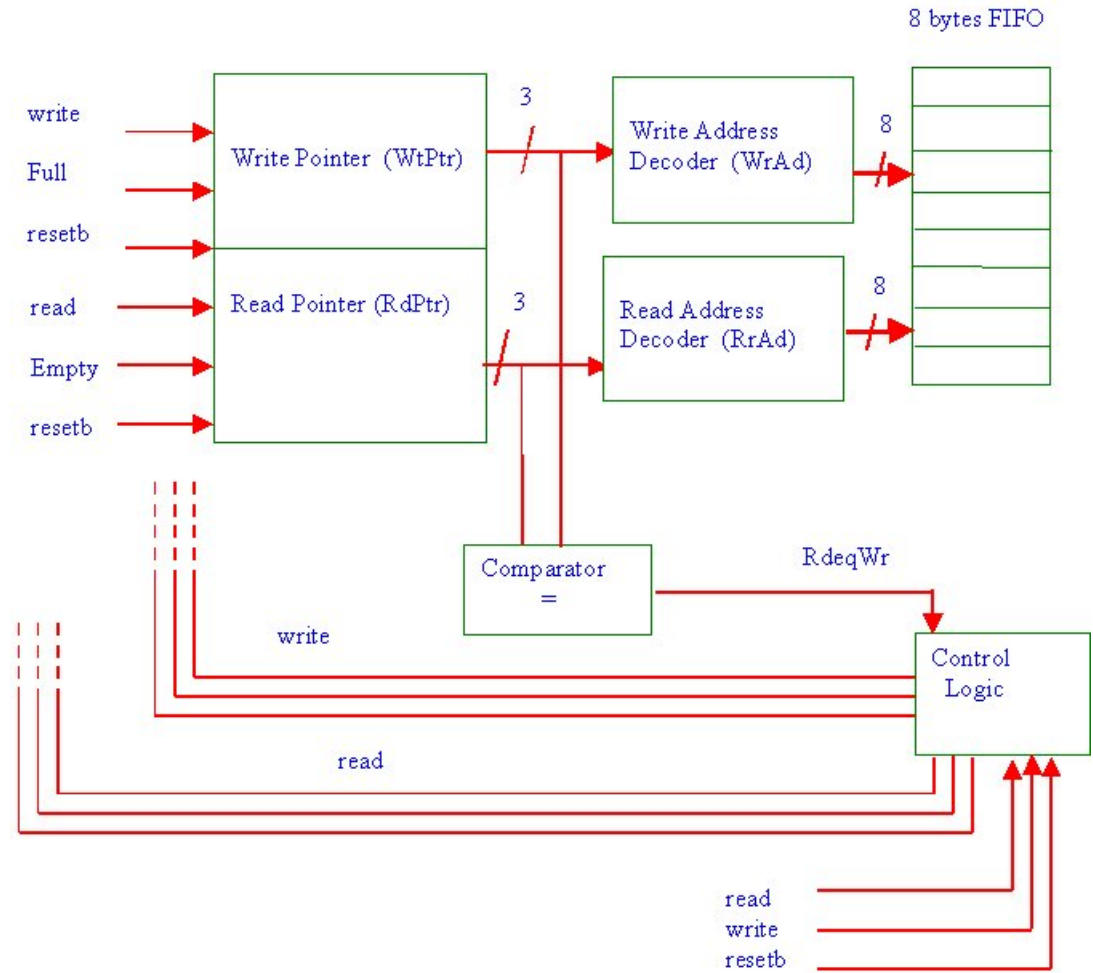 8 bytes FIFO
write
Full
resetb
read
Empty
resetb
Write Pointer (WtPtr)
Read Pointer (RdPtr)
3
3
Write Address
Decoder (WrAd)
Read Address
Decoder (RrAd)
8
8
Comparator
=
RdeqWr
write
Control
Logic
read
read
write
resetb